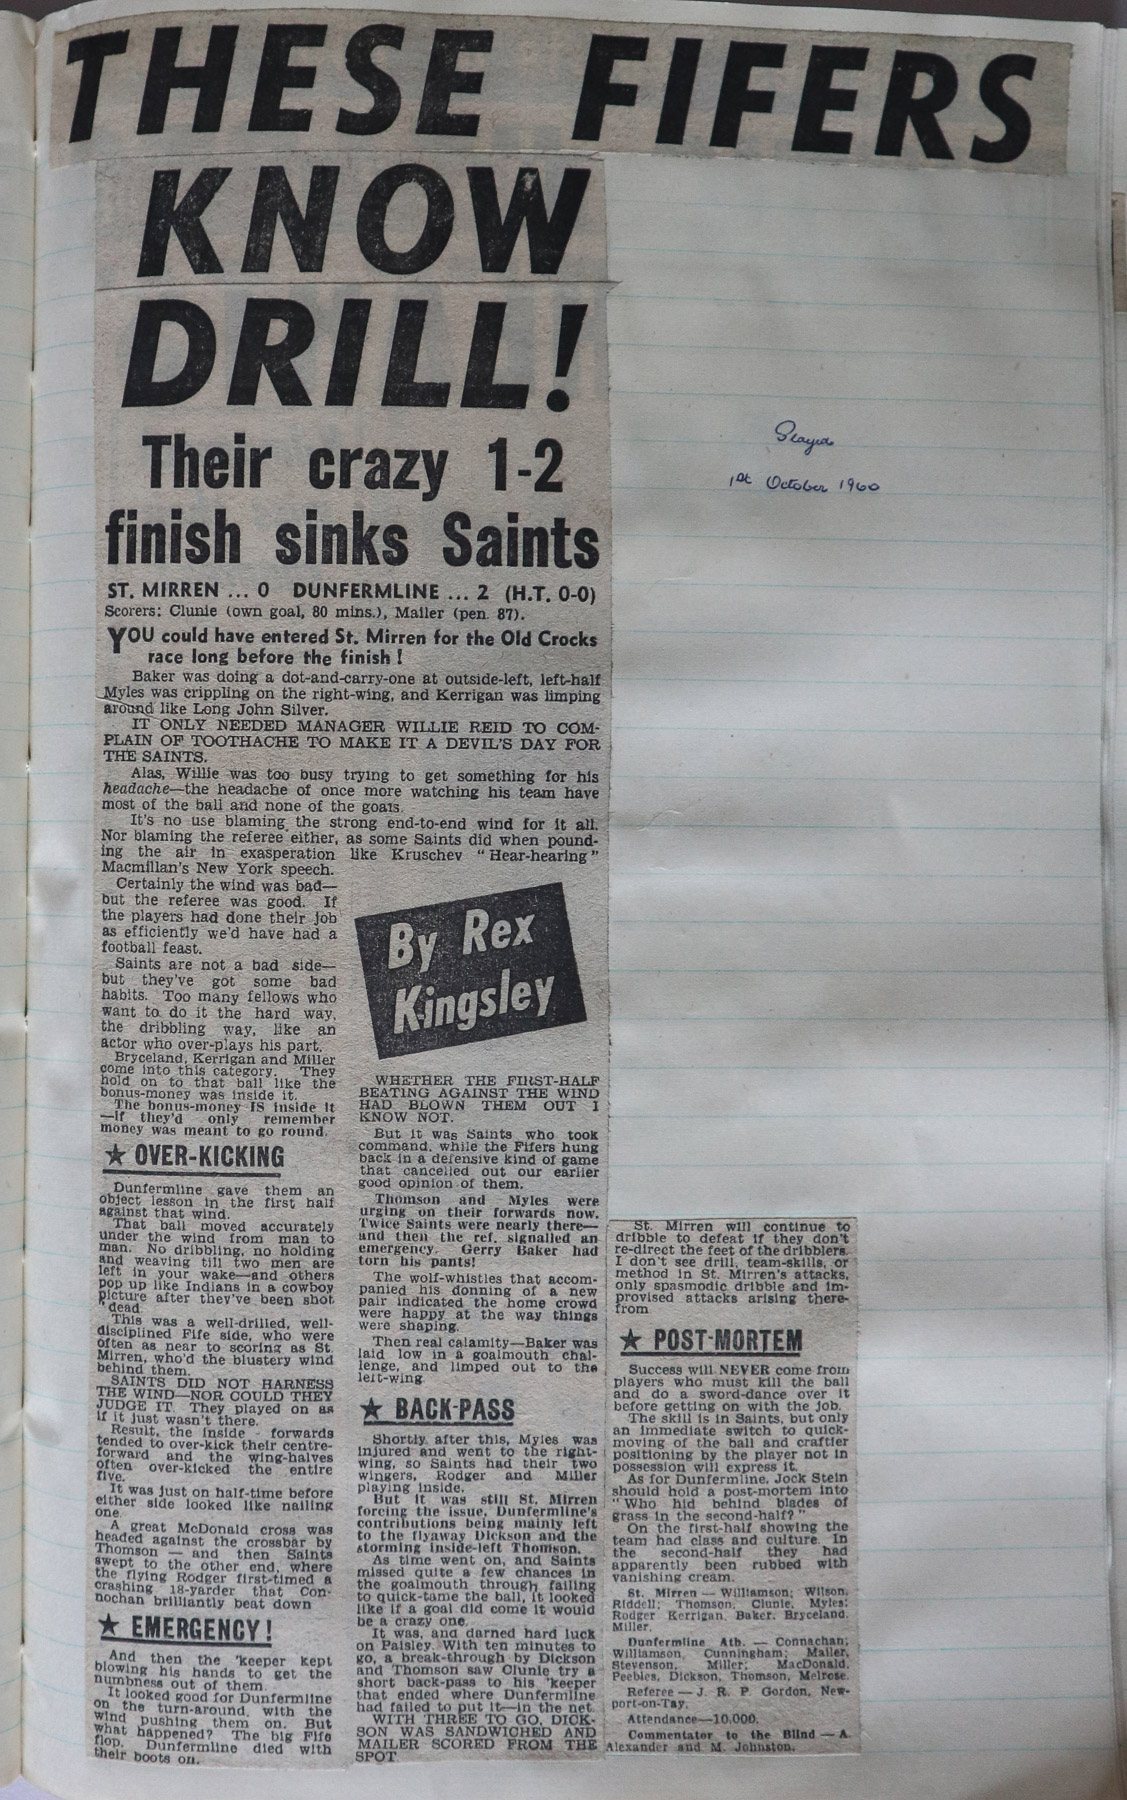 THESE FIFERS
KNOW
DRILL!
Their crazy 1-2
finish sinks Saints
ST. MIRREN ... 0 DUNFERMLINE ... 2 (H.T. 0-0)
Scorers: Clunie (own goal, 80 mins.), Mailer (pen. 87).
YOU could have entered St. Mirren for the Old Crocks
race long before the finish !
Baker was doing a dot-and-carry-one at outside-left, left-half
Myles was crippling on the right-wing, and Kerrigan was limping
around like Long John Silver.
IT ONLY NEEDED MANAGER WILLIE REID TO COM-
PLAIN OF TOOTHACHE TO MAKE IT A DEVIL'S DAY FOR
THE SAINTS.
Alas, Willie was too busy trying to get something for his
headache—the headache of once more watching his team have
most of the ball and none of the goals.
It's no use blaming the strong end-to-end wind for it all.
Nor blaming the referee either, as some Saints did when pound-
ing the air in exasperation like Kruschev " Hear-hearing "
Macmillan's New York speech.
Certainly the wind was bad—
but the referee was good. If
the players had done their job
as efficiently we'd have had a
football feast.
Saints are not a bad side—
but they've got some bad
habits. Too many fellows who
want to do it the hard way,
the dribbling way, like an
actor who over-plays his part.
Bryceland, Kerrigan and Miller
come into this category. They
hold on to that ball like the
bonus-money was inside it.
The bonus-money IS inside it
—if they'd only remember
money was meant to go round.
★ OVER-KICKING
Dunfermline gave them an
object lesson in the first half
against that wind.
That ball moved accurately
under the wind from man to
man. No dribbling, no holding
and weaving till two men are
left in your wake—and others
pop up like Indians in a cowboy
picture after they've been shot
dead.
This was a well-drilled, well-
disciplined Fife side, who were
often as near to scoring as St.
Mirren, who'd the blustery wind
behind them.
SAINTS DID NOT HARNESS
THE WIND—NOR COULD THEY
JUDGE IT. They played on as
if it just wasn't there.
Result, the inside forwards
tended to over-kick their centre-
forward and the wing-halves
often over-kicked the entire
five.
It was just on half-time before
either side looked like nailing
one.
A great McDonald cross was
headed against the crossbar by
Thomson — and then Saints
swept to the other end, where
the flying Rodger first-timed a
crashing 18-yarder that Con-
nochan brilliantly beat down
★ EMERGENCY!
And then the 'keeper kept
blowing his hands to get the
numbness out of them.
It looked good for Dunfermline
on the turn-around, with the
wind pushing them on. But
what happened? The big Fife
flop. Dunfermline died with
their boots on.
By Rex
Kingsley
WHETHER THE FIRST-HALF
BEATING AGAINST THE WIND
HAD BLOWN THEM OUT I
KNOW NOT.
But it was Saints who took
command, while the Fifers hung
back in a defensive kind of game
that cancelled out our earlier
good opinion of them.
Thomson and Myles were
urging on their forwards now.
Twice Saints were nearly there—
and then the ref. signalled an
emergency. Gerry Baker had
torn his pants!
The wolf-whistles that accom-
panied his donning of a new
pair indicated the home crowd
were happy at the way things
were shaping.
Then real calamity—Baker was
laid low in a goalmouth chal-
lenge, and limped out to the
left-wing
★ BACK-PASS
Shortly after this, Myles was
injured and went to the right-
wing, so Saints had their two
wingers, Rodger and Miller
playing inside.
But it was still St. Mirren
forcing the issue, Dunfermline's
contributions being mainly left
to the flyaway Dickson and the
storming inside-left Thomson.
As time went on, and Saints
missed quite a few chances in
the goalmouth through failing
to quick-tame the ball, it looked
like if a goal did come it would
be a crazy one.
It was, and darned hard luck
on Paisley. With ten minutes to
go, a break-through by Dickson
and Thomson saw Clunie try a
short back-pass to his 'keeper
that ended where Dunfermline
had failed to put it—in the net.
WITH THREE TO GO, DICK-
SON WAS SANDWICHED AND
MAILER SCORED FROM THE
SPOT
St. Mirren will continue to
dribble to defeat if they don't
re-direct the feet of the dribblers.
I don't see drill, team-skills, or
method in St. Mirren's attacks,
only spasmodic dribble and im-
provised attacks arising there-
from
★ POST-MORTEM
Success will NEVER come from
players who must kill the ball
and do a sword-dance over it
before getting on with the job.
The skill is in Saints, but only
an immediate switch to quick-
moving of the ball and craftier
positioning by the player not in
possession will express it.
As for Dunfermline, Jock Stein
should hold a post-mortem into
" Who hid behind blades of
grass in the second-half? "
On the first-half showing the
team had class and culture. In
the second-half they had
apparently been rubbed with
vanishing cream.
St. Mirren — Williamson; Wilson,
Riddell; Thomson, Clunie, Myles;
Rodger Kerrigan, Baker, Bryceland,
Miller.
Dunfermline Ath. — Connachan;
Williamson, Cunningham; Mailer,
Stevenson, Miller; MacDonald,
Peebles, Dickson, Thomson, Melrose.
Referee — J. R. P. Gordon, New-
port-on-Tay.
Attendance—10,000.
Commentator to the Blind — A
Alexander and M. Johnston.
Played
1st October 1960